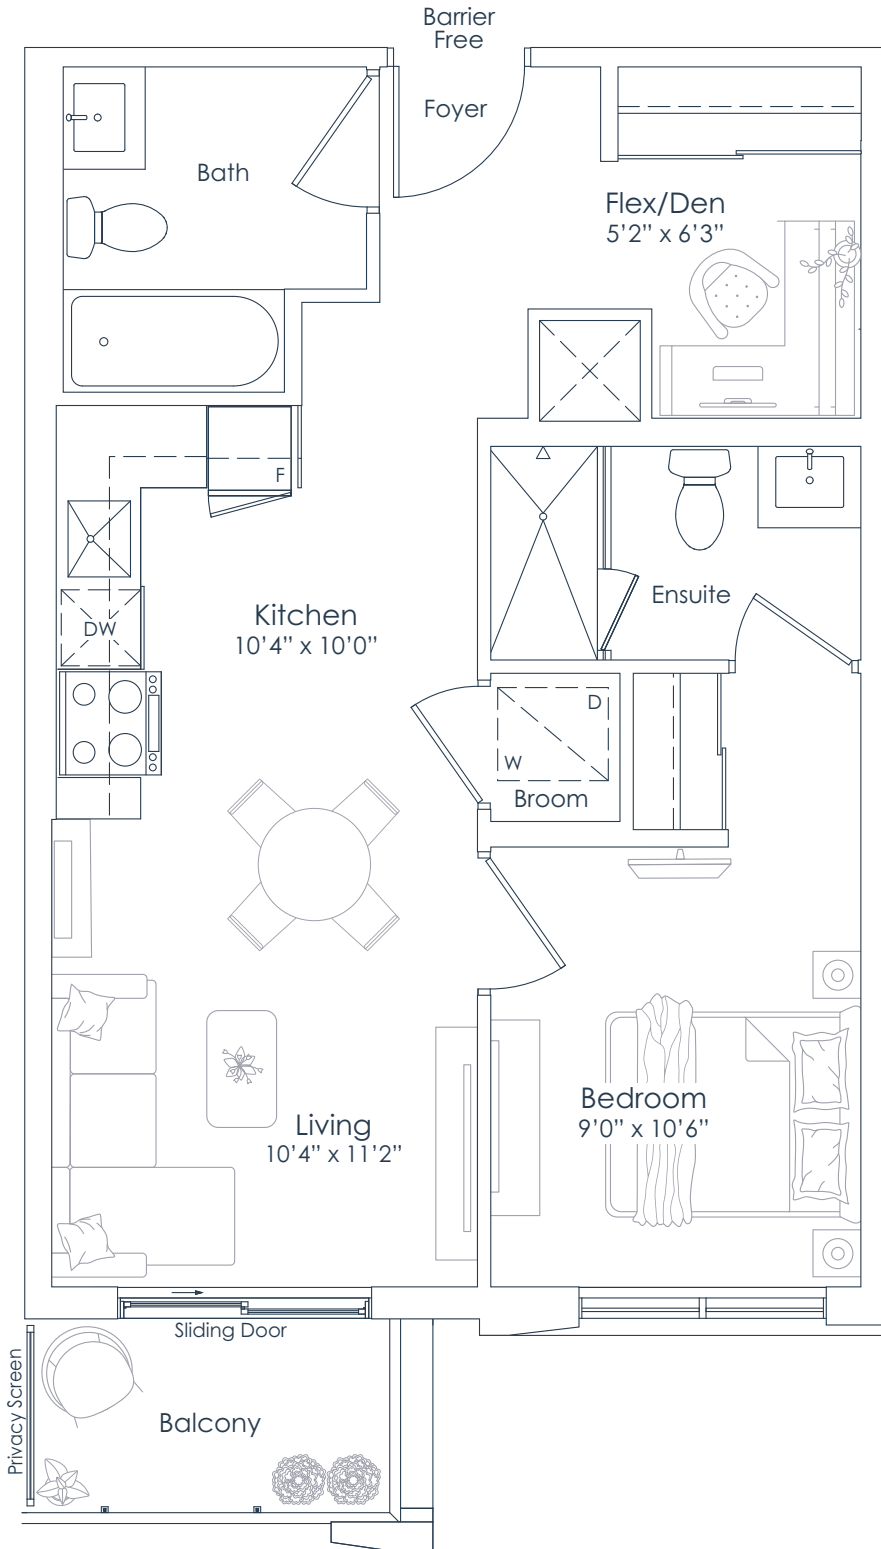 Barrier
Free
Foyer
Bath
Flex/Den
5’2” x 6’3”
F
DW
Kitchen
10’4” x 10’0”
Ensuite
D
W
Broom
Living
10’4” x 11’2”
Bedroom
9’0” x 10’6”
Sliding Door
Privacy Screen
Balcony